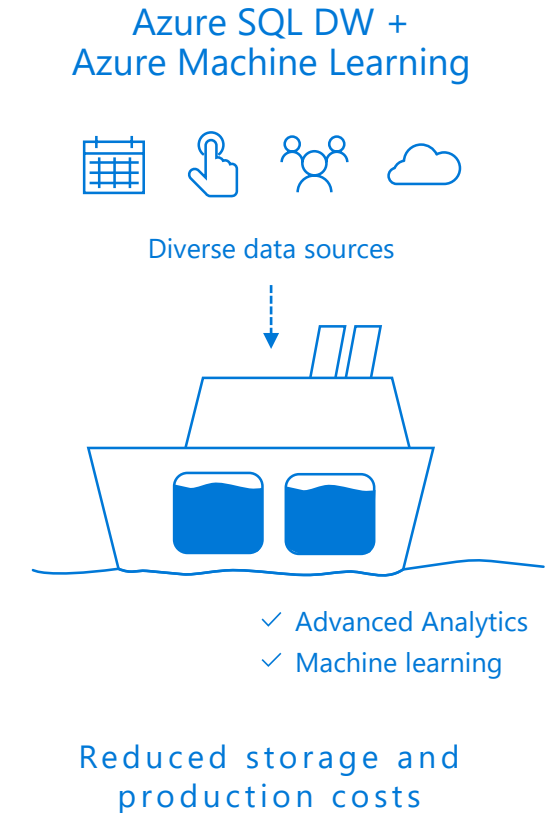 Azure SQL DW +
Azure Machine Learning
Diverse data sources
Advanced Analytics
Machine learning
Reduced storage and
production costs